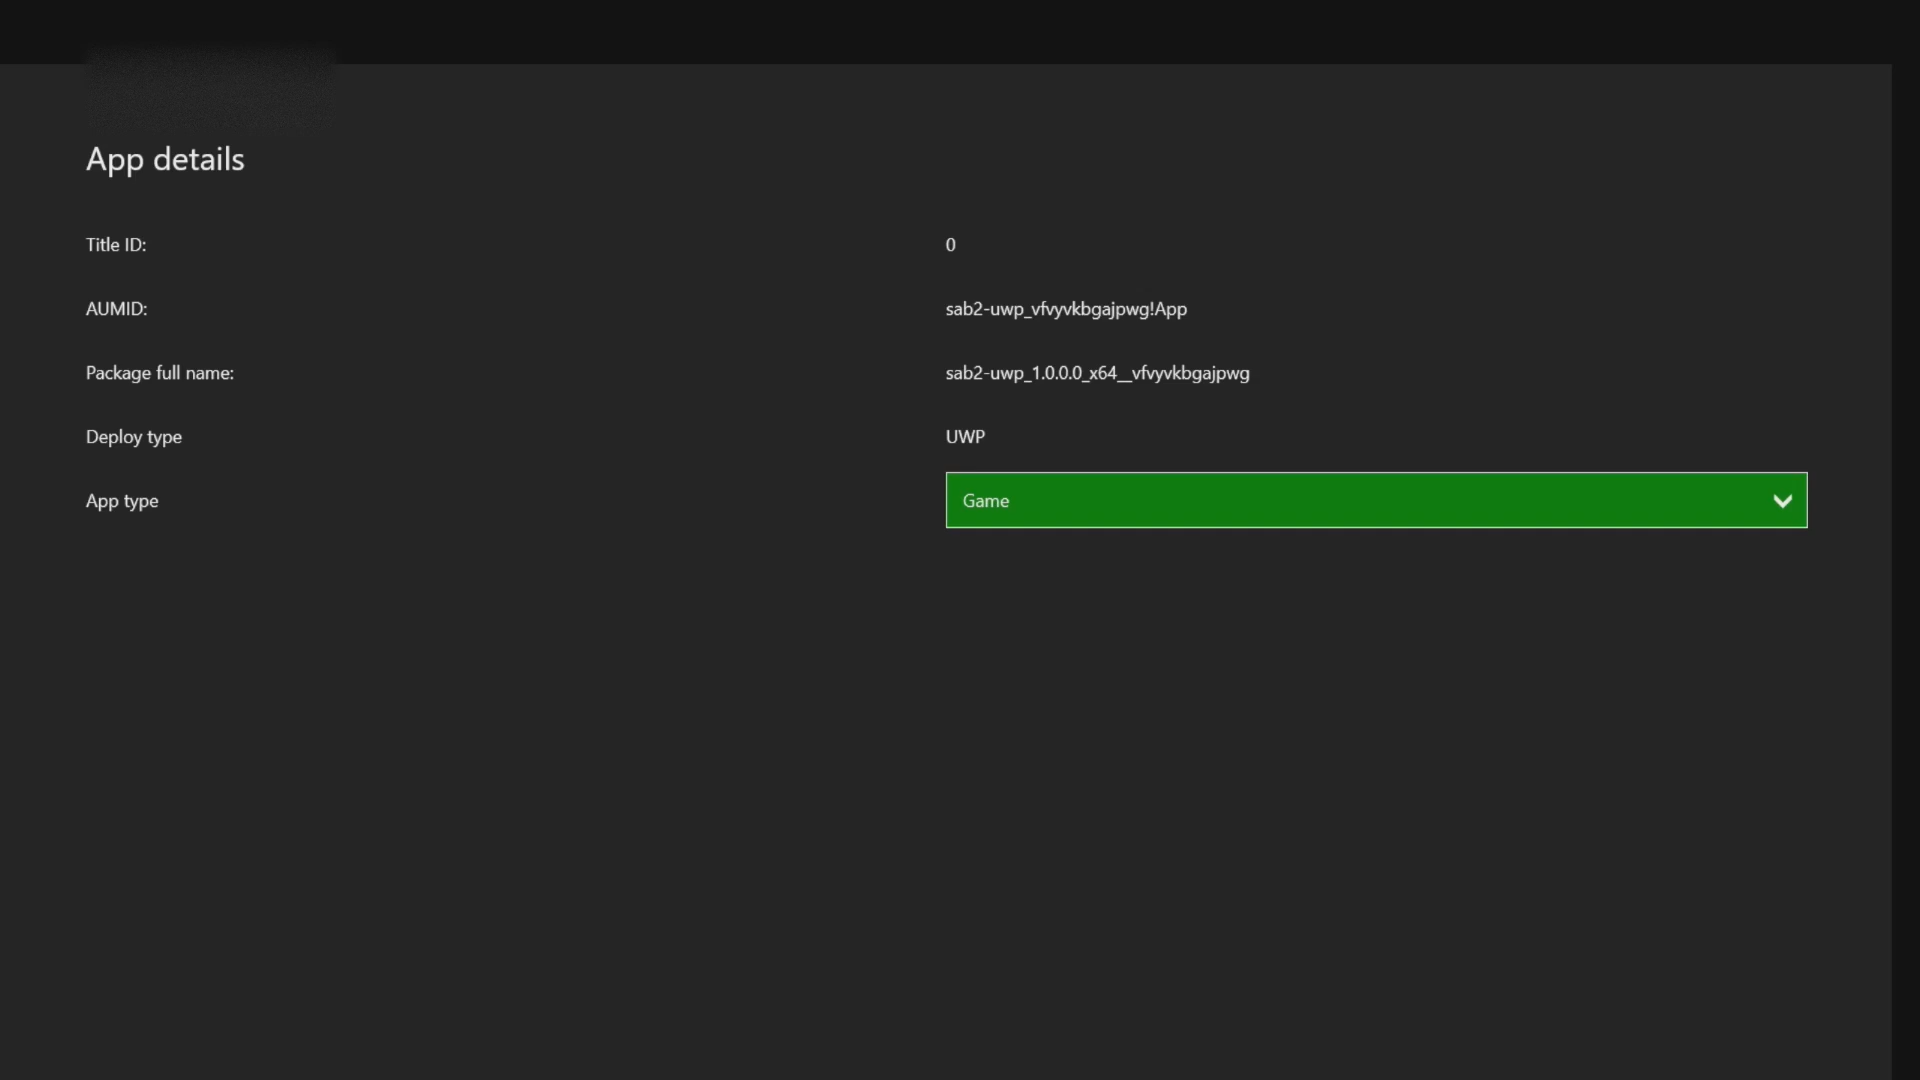 App details
Title ID: 0
AUMID: sab2-uwp_vfvyvkbgajpwg!App
Package full name: sab2-uwp_1.0.0.0_x64__vfvyvkbgajpwg
Deploy type UWP
App type Game